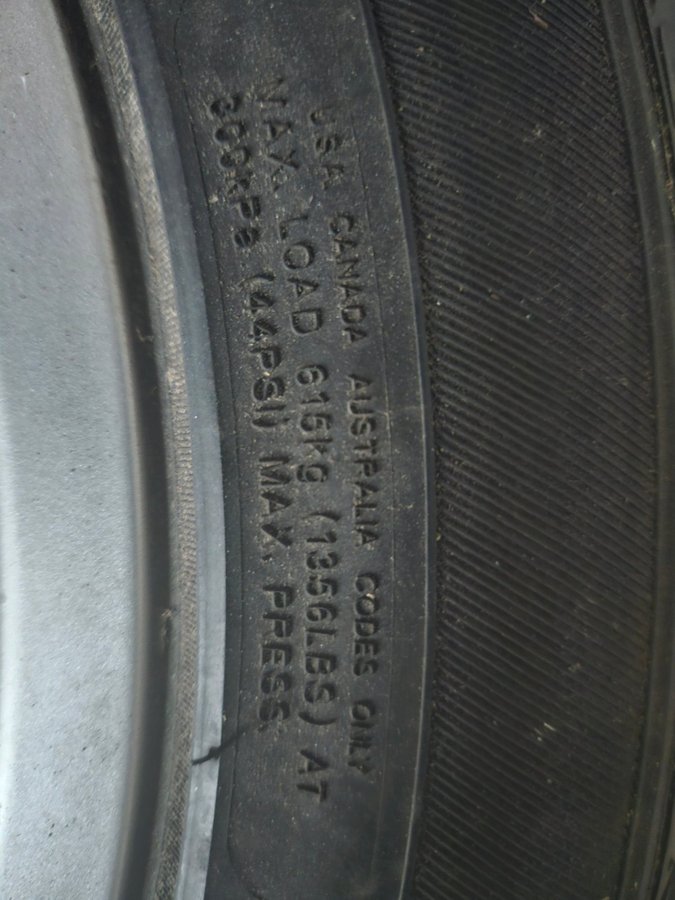 USA CANADA AUSTRALIA CODES ONLY
MAX. LOAD 615kg (1356LBS) AT
300kPa (44PSI) MAX. PRESS.